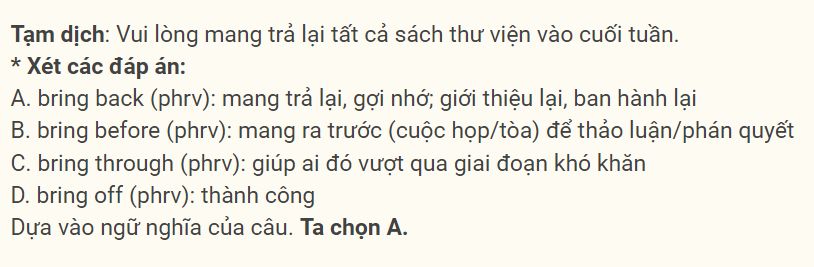 Tạm dịch: Vui lòng mang trả lại tất cả sách thư viện vào cuối tuần.
* Xét các đáp án:
A. bring back (phrv): mang trả lại, gợi nhớ; giới thiệu lại, ban hành lại
B. bring before (phrv): mang ra trước (cuộc họp/tòa) để thảo luận/phán quyết
C. bring through (phrv): giúp ai đó vượt qua giai đoạn khó khăn
D. bring off (phrv): thành công
Dựa vào ngữ nghĩa của câu. Ta chọn A.